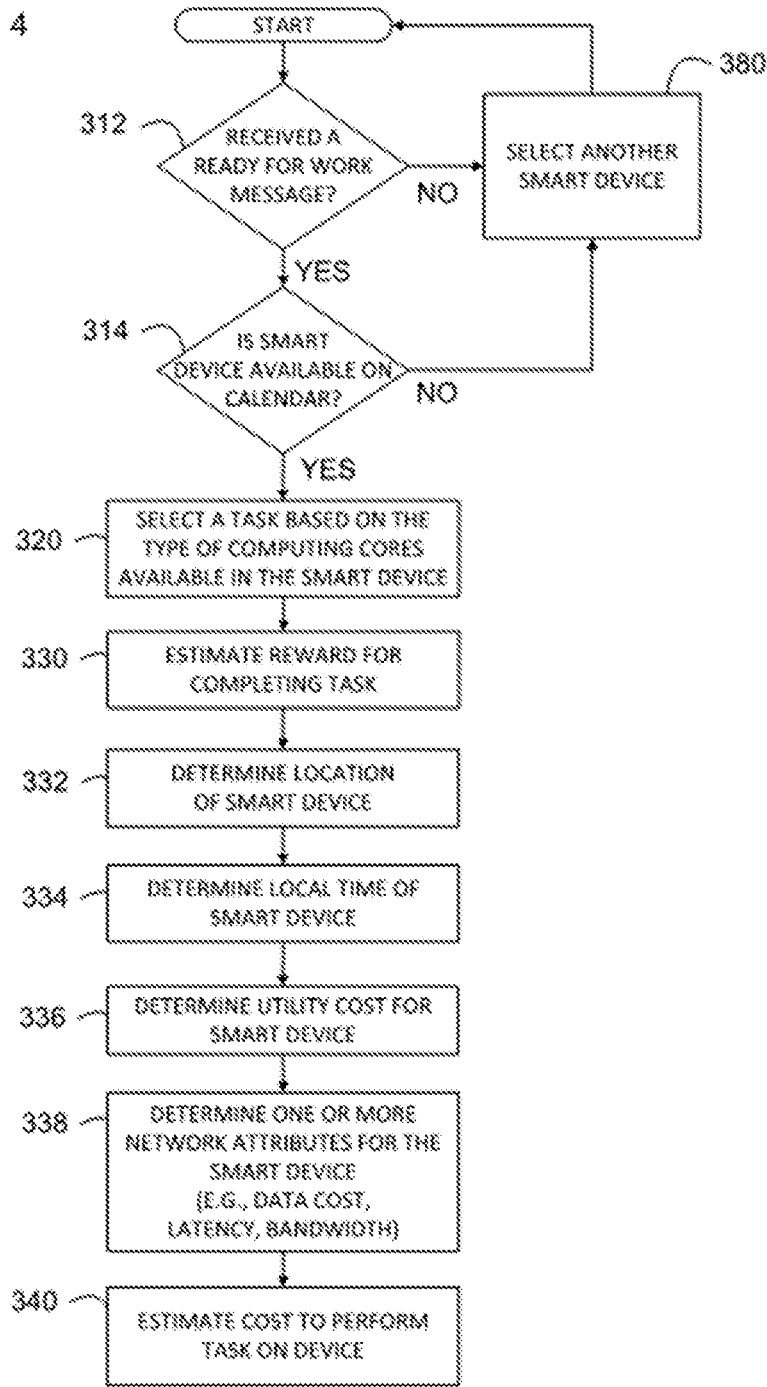 4
START
380
312
RECEIVED A
READY FOR WORK
MESSAGE?
SELECT ANOTHER
SMART DEVICE
NO
YES
314
IS SMART
DEVICE AVAILABLE ON
CALENDAR?
NO
YES
320
SELECT A TASK BASED ON THE
TYPE OF COMPUTING CORES
AVAILABLE IN THE SMART DEVICE
330
ESTIMATE REWARD FOR
COMPLETING TASK
332
DETERMINE LOCATION
OF SMART DEVICE
334
DETERMINE LOCAL TIME OF
SMART DEVICE
336
DETERMINE UTILITY COST FOR
SMART DEVICE
338
DETERMINE ONE OR MORE
NETWORK ATTRIBUTES FOR THE
SMART DEVICE
(E.G., DATA COST,
LATENCY, BANDWIDTH)
340
ESTIMATE COST TO PERFORM
TASK ON DEVICE